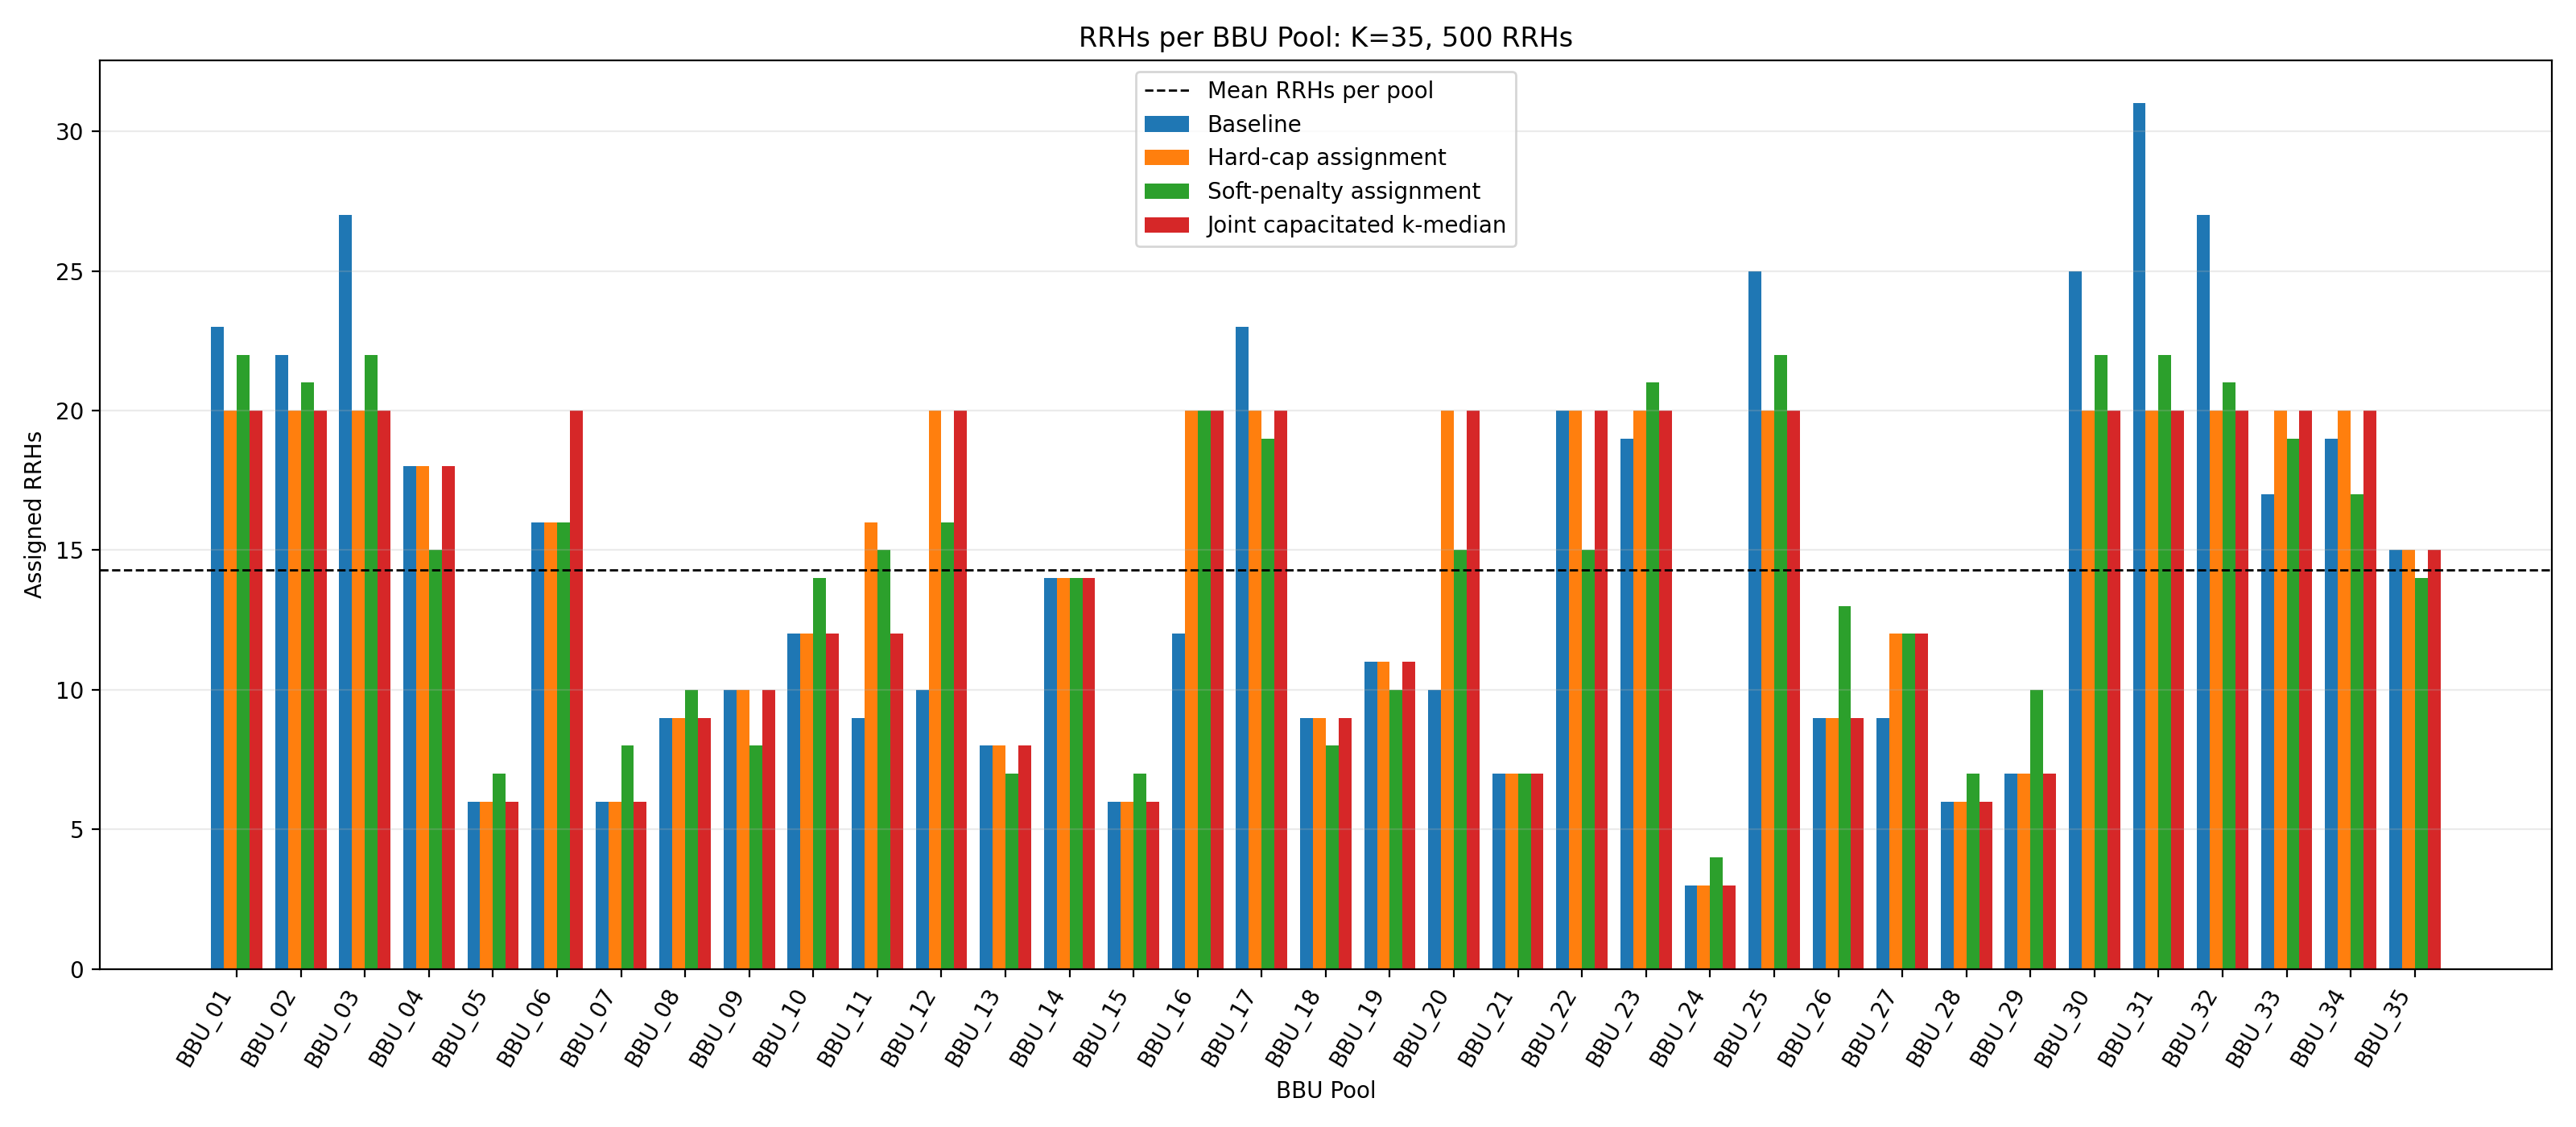 RRHs per BBU Pool: K=35, 500 RRHs
Mean RRHs per pool
Baseline
Hard-cap assignment
Soft-penalty assignment
Joint capacitated k-median
Assigned RRHs
30
25
20
15
10
5
0
BBU_01
BBU_02
BBU_03
BBU_04
BBU_05
BBU_06
BBU_07
BBU_08
BBU_09
BBU_10
BBU_11
BBU_12
BBU_13
BBU_14
BBU_15
BBU_16
BBU_17
BBU_18
BBU_19
BBU_20
BBU_21
BBU_22
BBU_23
BBU_24
BBU_25
BBU_26
BBU_27
BBU_28
BBU_29
BBU_30
BBU_31
BBU_32
BBU_33
BBU_34
BBU_35
BBU Pool